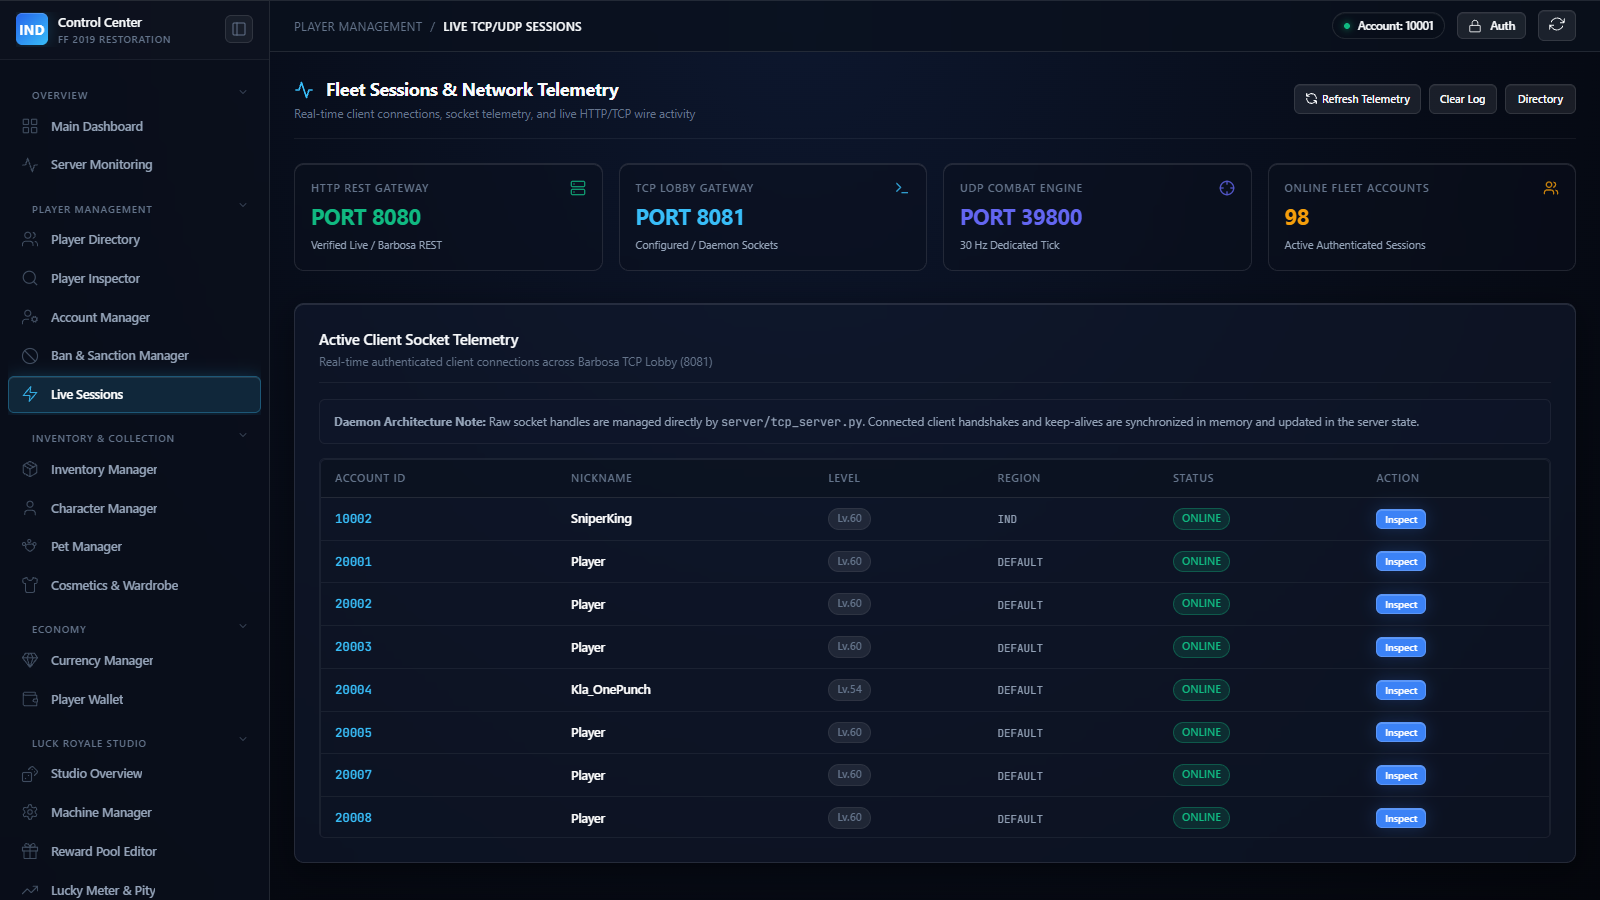 IND
Control Center
FF 2019 RESTORATION
OVERVIEW
Main Dashboard
Server Monitoring
PLAYER MANAGEMENT
Player Directory
Player Inspector
Account Manager
Ban & Sanction Manager
Live Sessions
INVENTORY & COLLECTION
Inventory Manager
Character Manager
Pet Manager
Cosmetics & Wardrobe
ECONOMY
Currency Manager
Player Wallet
LUCK ROYALE STUDIO
Studio Overview
Machine Manager
Reward Pool Editor
Lucky Meter & Pity
PLAYER MANAGEMENT / LIVE TCP/UDP SESSIONS
Account: 10001
Auth
Fleet Sessions & Network Telemetry
Real-time client connections, socket telemetry, and live HTTP/TCP wire activity
Refresh Telemetry
Clear Log
Directory
HTTP REST GATEWAY
PORT 8080
Verified Live / Barbosa REST
TCP LOBBY GATEWAY
PORT 8081
Configured / Daemon Sockets
UDP COMBAT ENGINE
PORT 39800
30 Hz Dedicated Tick
ONLINE FLEET ACCOUNTS
98
Active Authenticated Sessions
Active Client Socket Telemetry
Real-time authenticated client connections across Barbosa TCP Lobby (8081)
Daemon Architecture Note: Raw socket handles are managed directly by server/tcp_server.py. Connected client handshakes and keep-alives are synchronized in memory and updated in the server state.
ACCOUNT ID NICKNAME LEVEL REGION STATUS ACTION
10002 SniperKing Lv.60 IND ONLINE Inspect
20001 Player Lv.60 DEFAULT ONLINE Inspect
20002 Player Lv.60 DEFAULT ONLINE Inspect
20003 Player Lv.60 DEFAULT ONLINE Inspect
20004 Kla_OnePunch Lv.54 DEFAULT ONLINE Inspect
20005 Player Lv.60 DEFAULT ONLINE Inspect
20007 Player Lv.60 DEFAULT ONLINE Inspect
20008 Player Lv.60 DEFAULT ONLINE Inspect